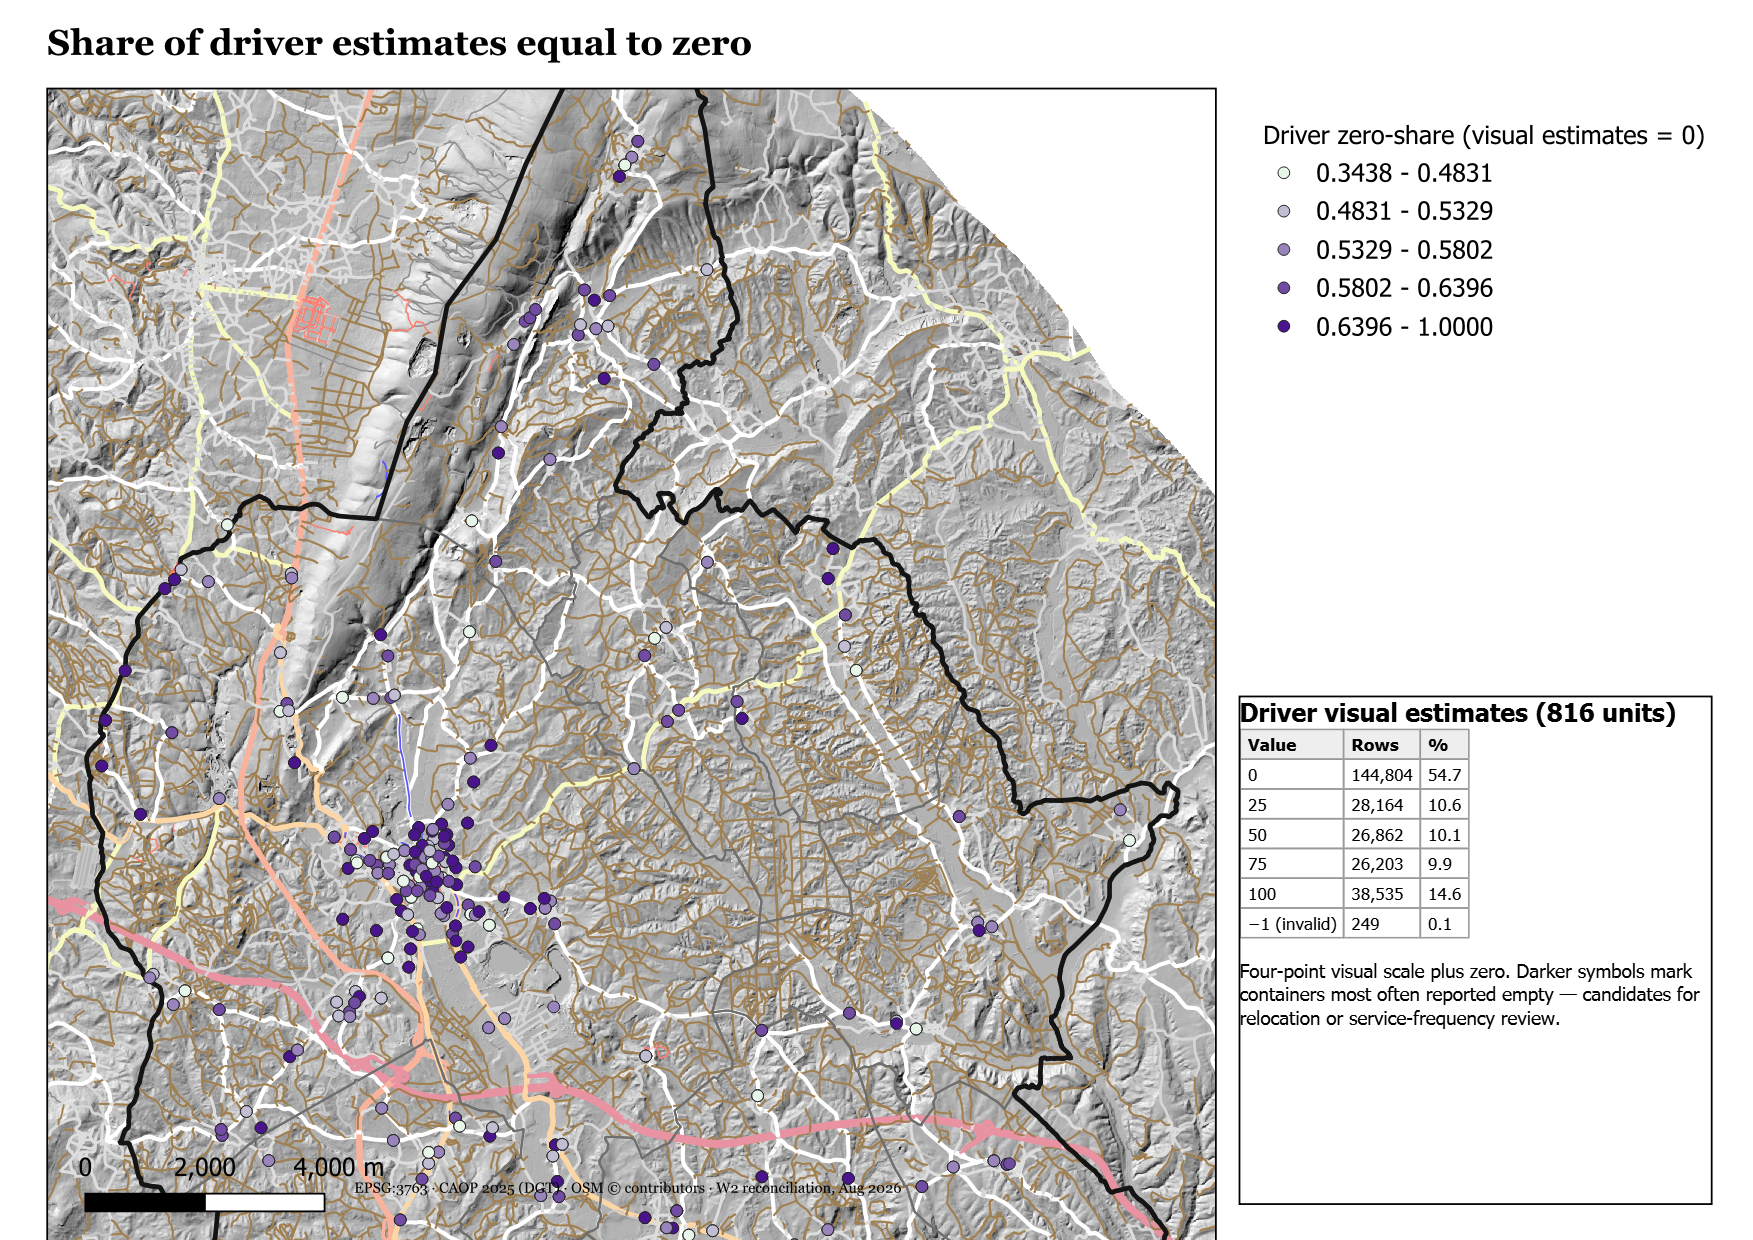 Share of driver estimates equal to zero
Driver zero-share (visual estimates = 0)
0.3438 - 0.4831
0.4831 - 0.5329
0.5329 - 0.5802
0.5802 - 0.6396
0.6396 - 1.0000
Driver visual estimates (816 units)
Value Rows %
0 144,804 54.7
25 28,164 10.6
50 26,862 10.1
75 26,203 9.9
100 38,535 14.6
−1 (invalid) 249 0.1
Four-point visual scale plus zero. Darker symbols mark
containers most often reported empty — candidates for
relocation or service-frequency review.
0 2,000 4,000 m
EPSG:3763 · CAOP 2025 (DGT) · OSM © contributors · W2 reconciliation, Aug 2026